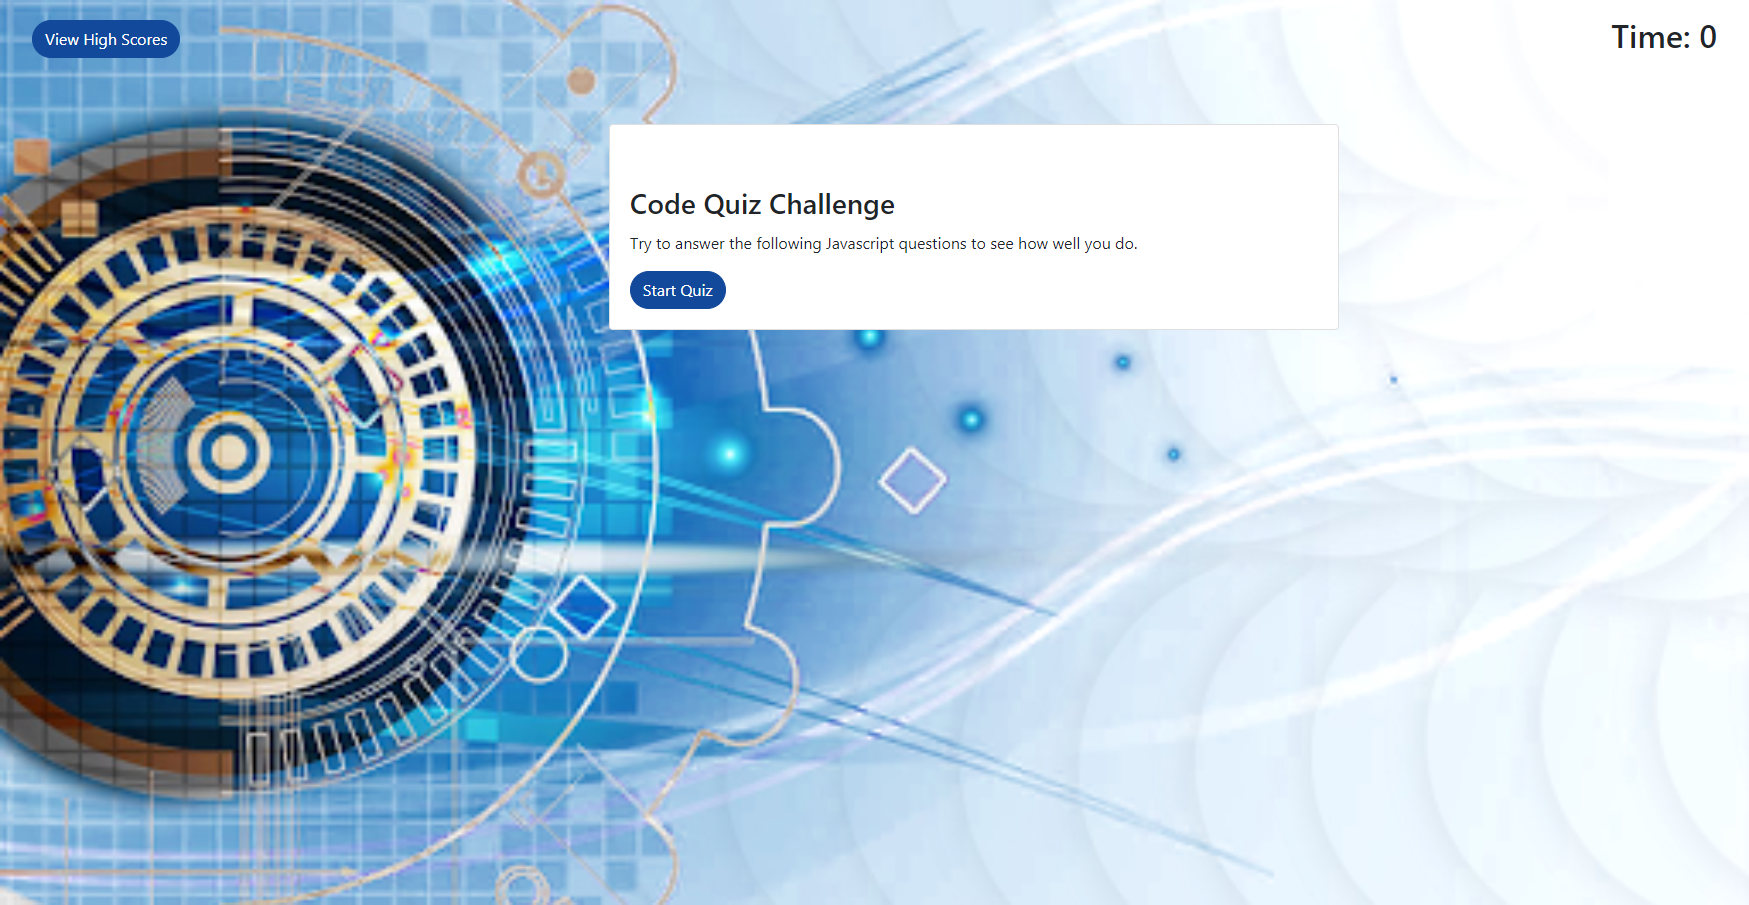 View High Scores
Time: 0
Code Quiz Challenge
Try to answer the following Javascript questions to see how well you do.
Start Quiz